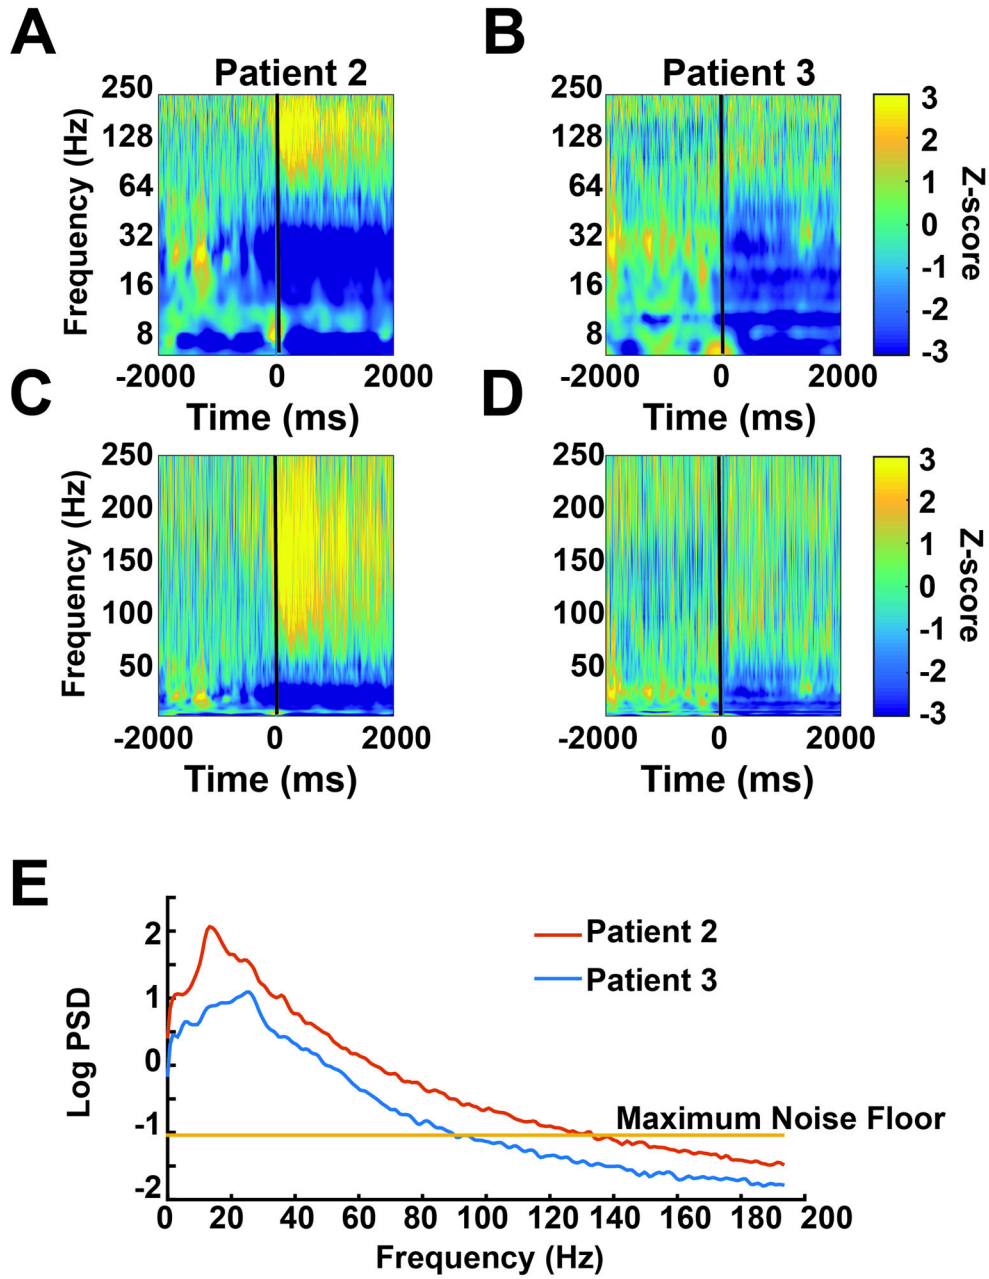 A
B
Patient 2
Patient 3
Frequency (Hz)
250
128
64
32
16
8
250
128
64
32
16
8
3
2
1
0
-1
-2
-3
Z-score
-2000 0 2000
-2000 0 2000
Time (ms)
Time (ms)
C
D
Frequency (Hz)
250
200
150
100
50
250
200
150
100
50
3
2
1
0
-1
-2
-3
Z-score
-2000 0 2000
-2000 0 2000
Time (ms)
Time (ms)
E
Log PSD
2
1
0
-1
-2
Patient 2
Patient 3
Maximum Noise Floor
0 20 40 60 80 100 120 140 160 180 200
Frequency (Hz)